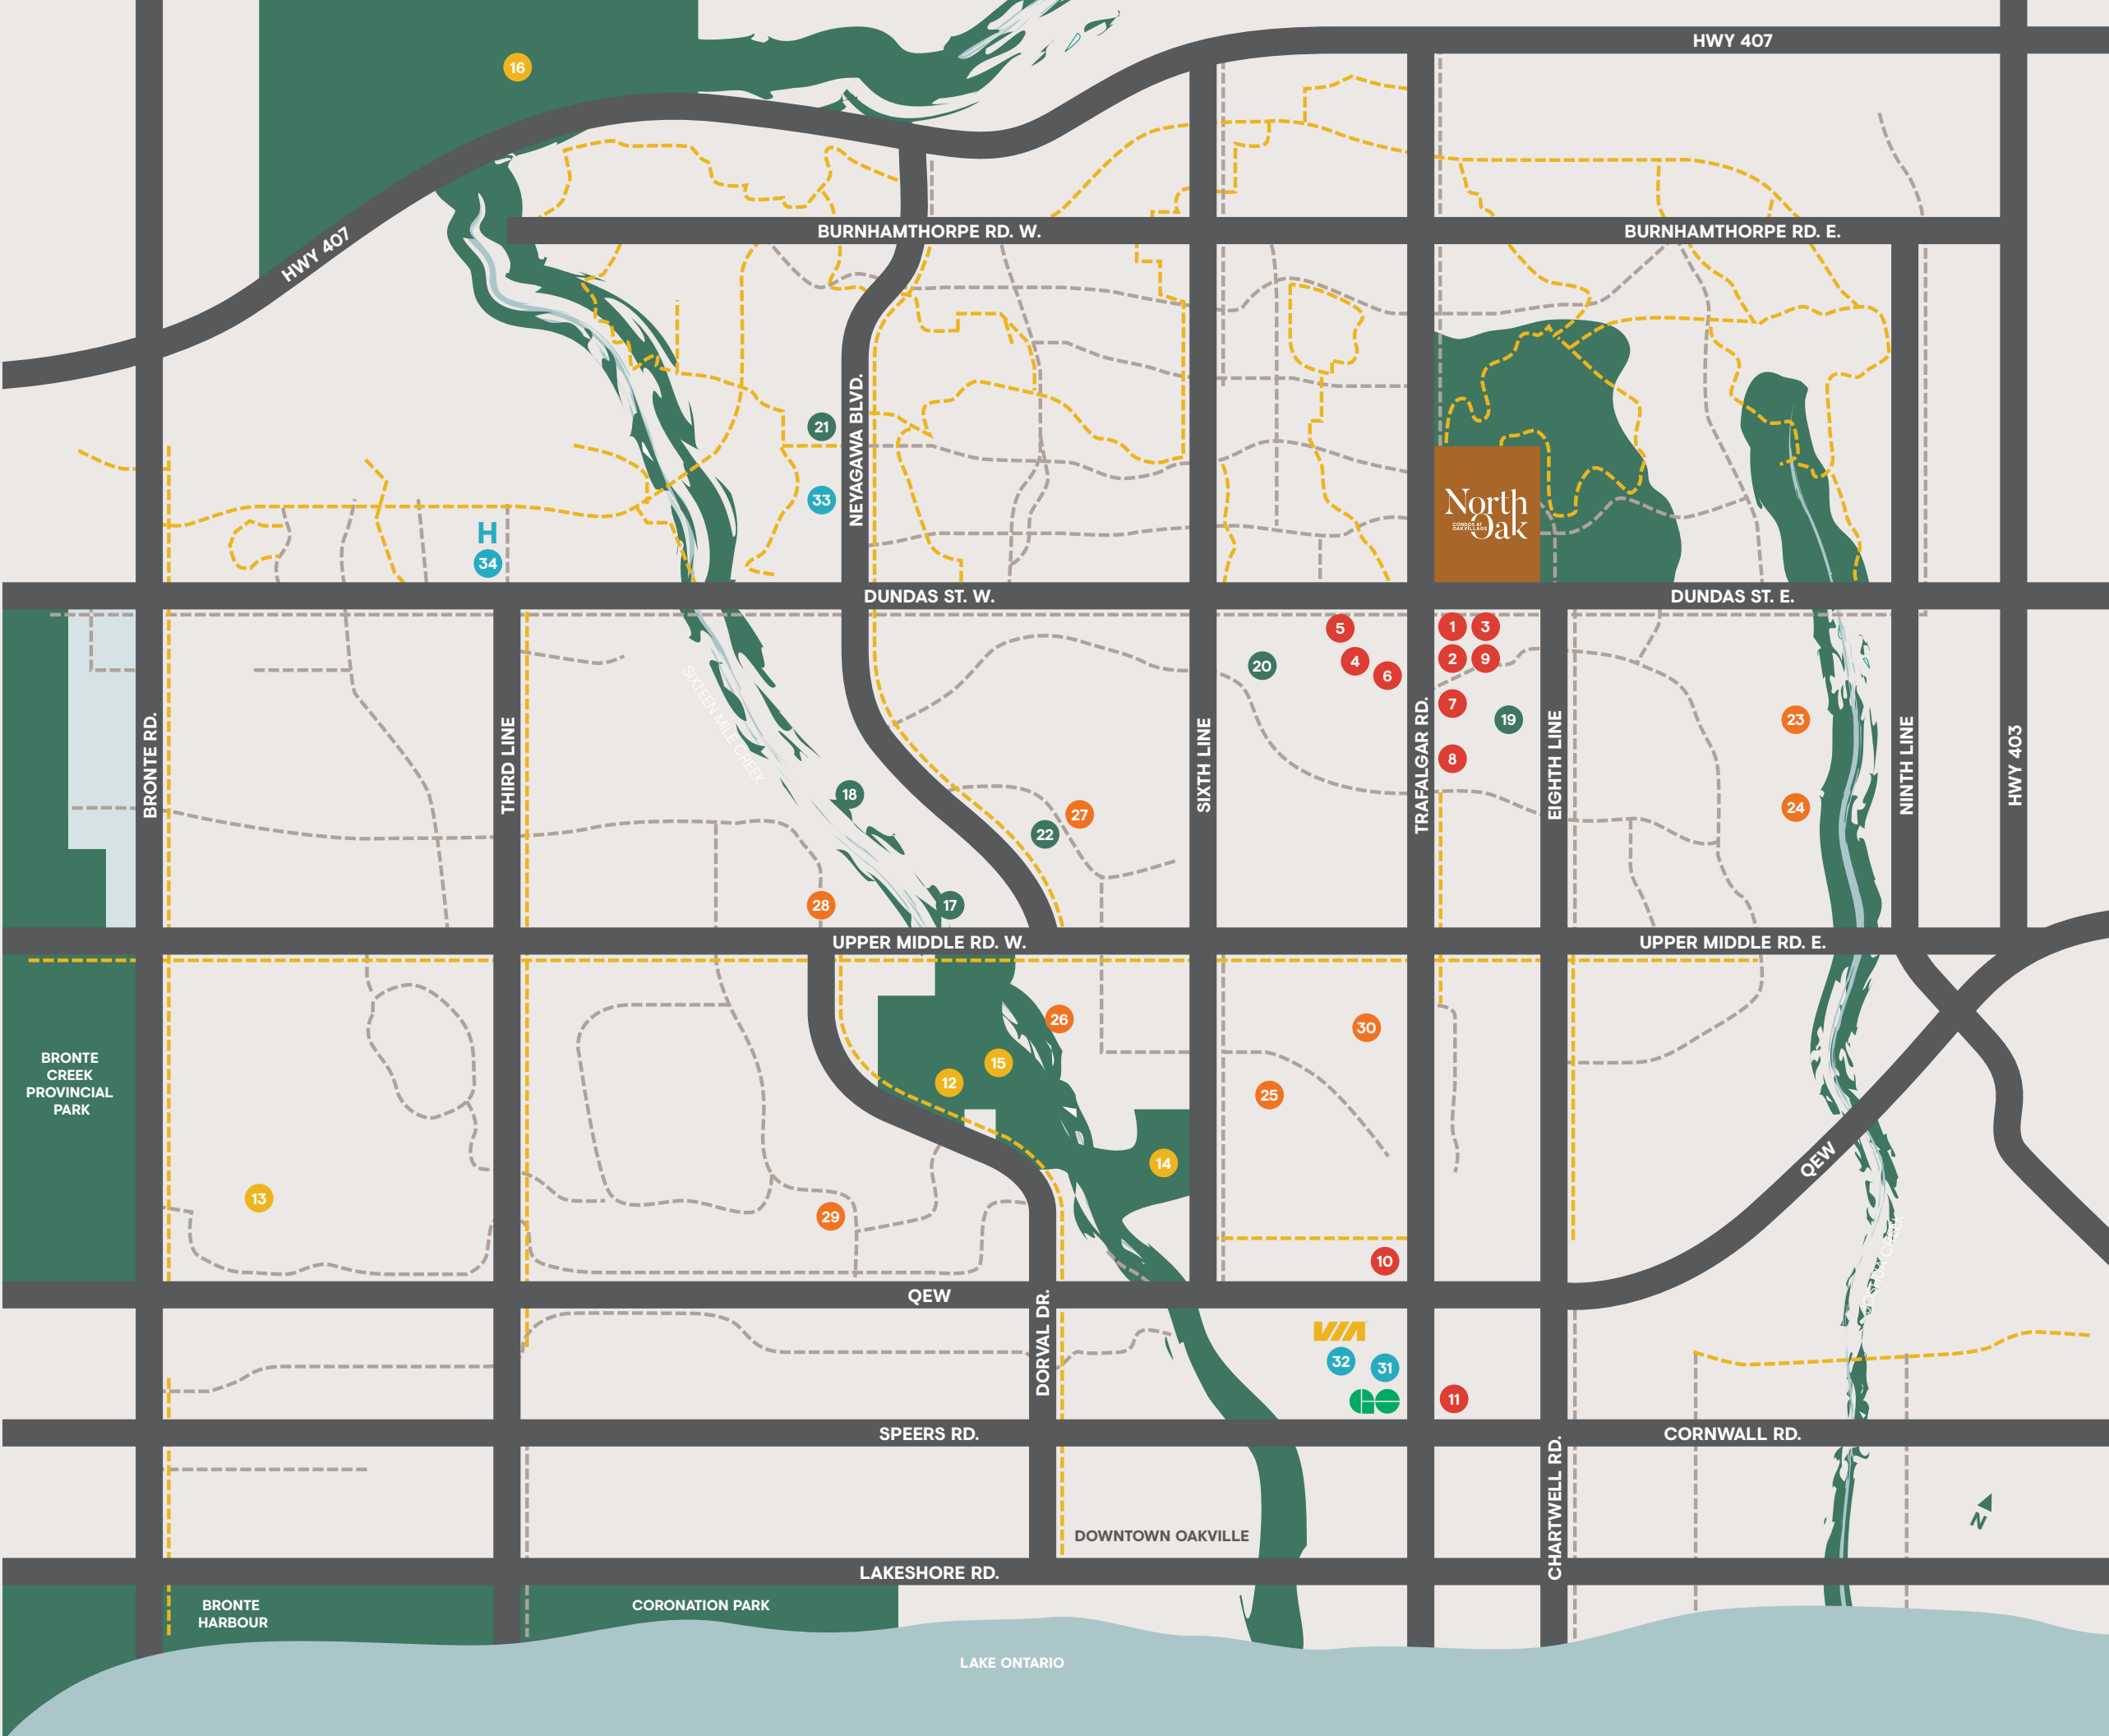 HWY 407
16
BURNHAMTHORPE RD. W.
BURNHAMTHORPE RD. E.
HWY 407
NEYAGAWA BLVD.
21
33
H
34
North
CONDOS AT
OAKVILLAGE
Oak
DUNDAS ST. W.
DUNDAS ST. E.
5
1
3
4
2
9
20
6
7
19
23
8
24
SIXTEEN MILE CREEK
BRONTE RD.
THIRD LINE
SIXTH LINE
TRAFALGAR RD.
EIGHTH LINE
NINTH LINE
HWY 403
18
27
22
28
17
UPPER MIDDLE RD. W.
UPPER MIDDLE RD. E.
26
30
BRONTE
CREEK
PROVINCIAL
PARK
15
12
25
14
QEW
13
29
10
QEW
DORVAL DR.
VIA
32
31
GO
11
SPEERS RD.
CORNWALL RD.
CHARTWELL RD.
N
DOWNTOWN OAKVILLE
LAKESHORE RD.
BRONTE
HARBOUR
CORONATION PARK
LAKE ONTARIO